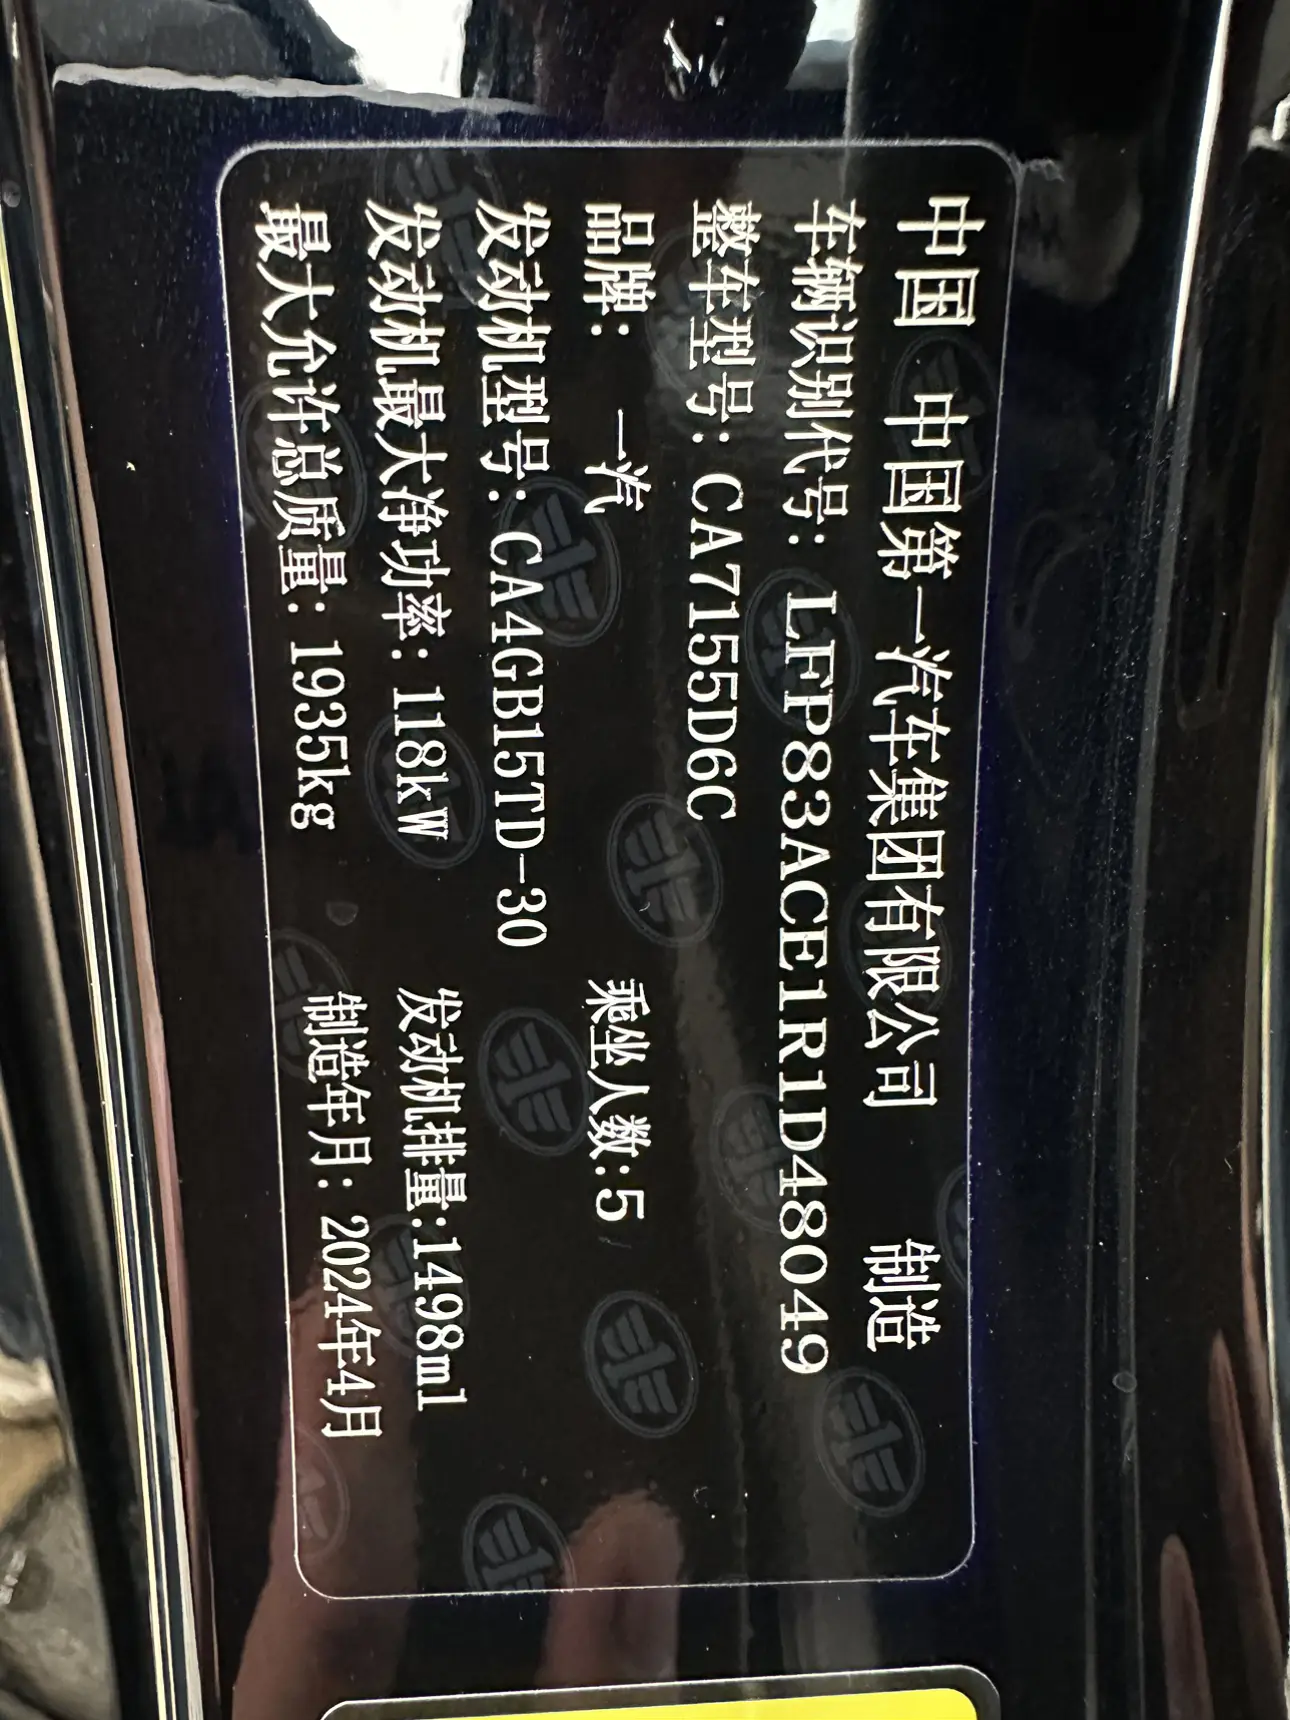 中国 中国第一汽车集团有限公司 制造
车辆识别代号: LFP83ACE1R1D48049
整车型号: CA7155D6C
品牌: 一汽 乘坐人数:5
发动机型号: CA4GB15TD-30
发动机最大净功率: 118kW 发动机排量:1498ml
最大允许总质量: 1935kg 制造年月: 2024年4月